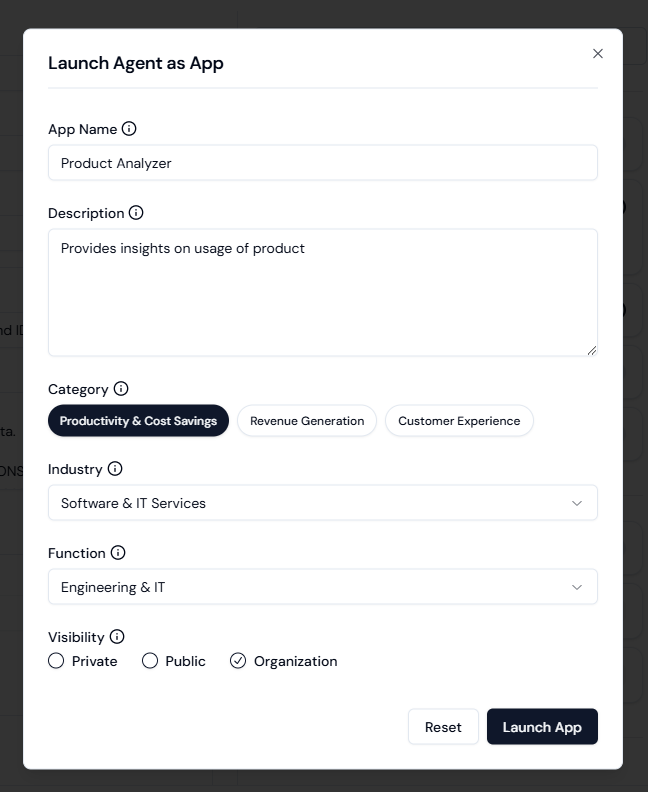 Launch Agent as App
App Name
Product Analyzer
Description
Provides insights on usage of product
Category
Productivity & Cost Savings Revenue Generation Customer Experience
Industry
Software & IT Services
Function
Engineering & IT
Visibility
Private Public Organization
Reset Launch App
ta.